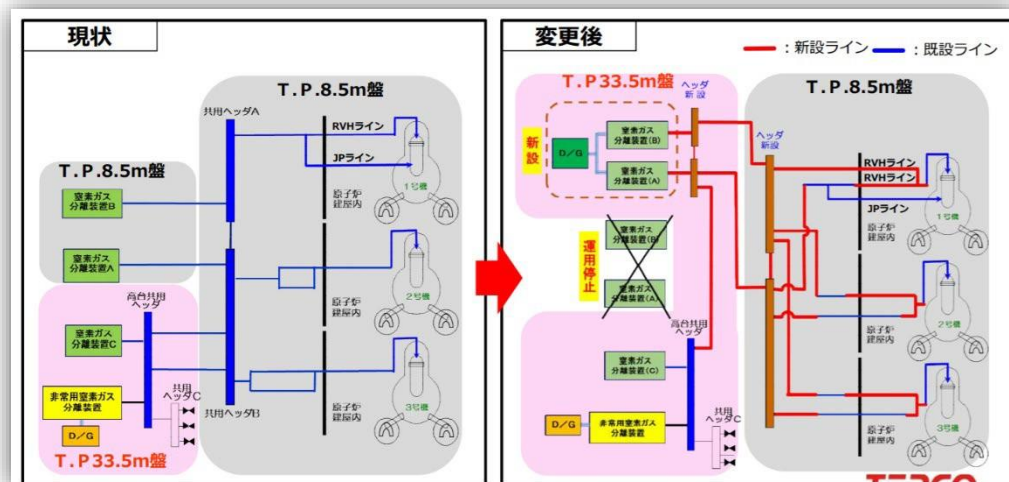 現状
T.P.8.5m盤
共用ヘッダA
RVHライン
JPライン
原子炉
建屋内
1号機
T.P.8.5m盤
窒素ガス
分離装置B
窒素ガス
分離装置A
原子炉
建屋内
2号機
高台共用
ヘッダ
窒素ガス
分離装置C
非常用窒素ガス
分離装置
D/G
共用
ヘッダC
共用ヘッダB
原子炉
建屋内
3号機
T.P33.5m盤
変更後
:新設ライン
:既設ライン
T.P33.5m盤
ヘッダ
新設
T.P.8.5m盤
新設
D/G
窒素ガス
分離装置(B)
窒素ガス
分離装置(A)
ヘッダ
新設
RVHライン
RVHライン
JPライン
原子炉
建屋内
1号機
運用停止
窒素ガス
分離装置(B)
窒素ガス
分離装置(A)
原子炉
建屋内
2号機
高台共用
ヘッダ
窒素ガス
分離装置(C)
D/G
非常用窒素ガス
分離装置
共用
ヘッダC
原子炉
建屋内
3号機
TEPCO